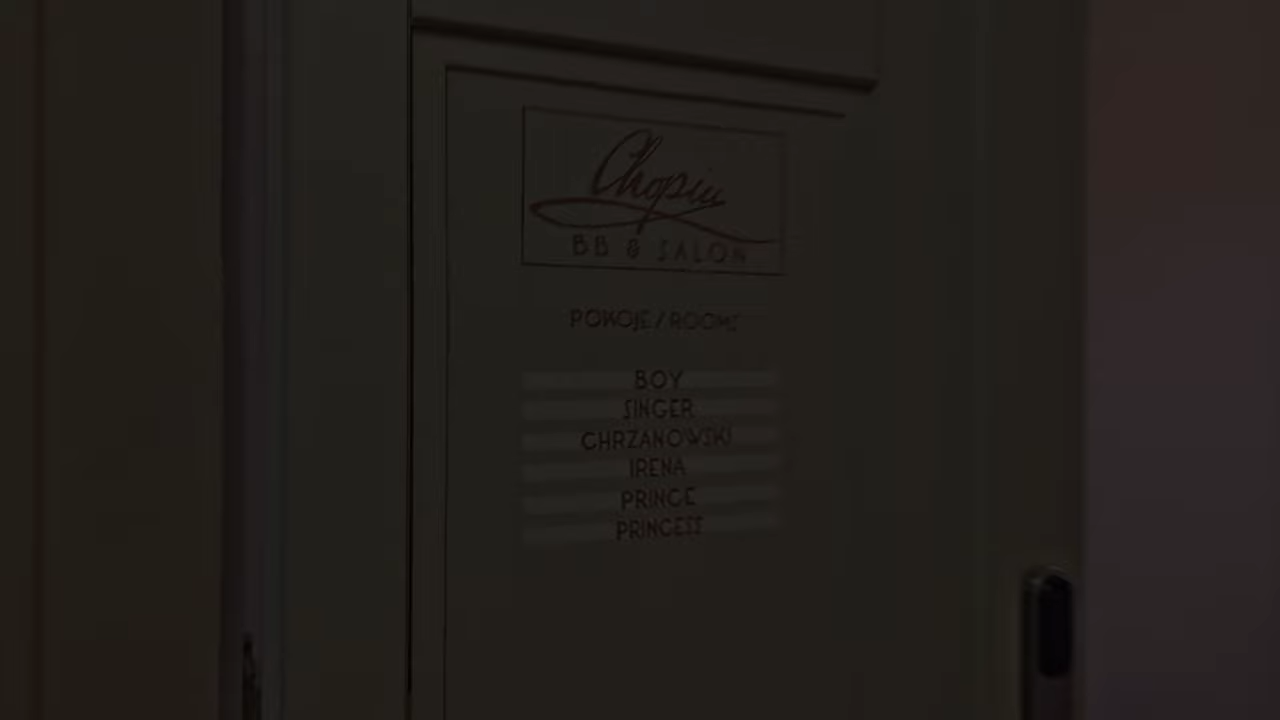 Chopin
BB & SALON
POKOJE / ROOMS
BOY
SINGER
CHRZANOWSKI
IRENA
PRINCE
PRINCESS